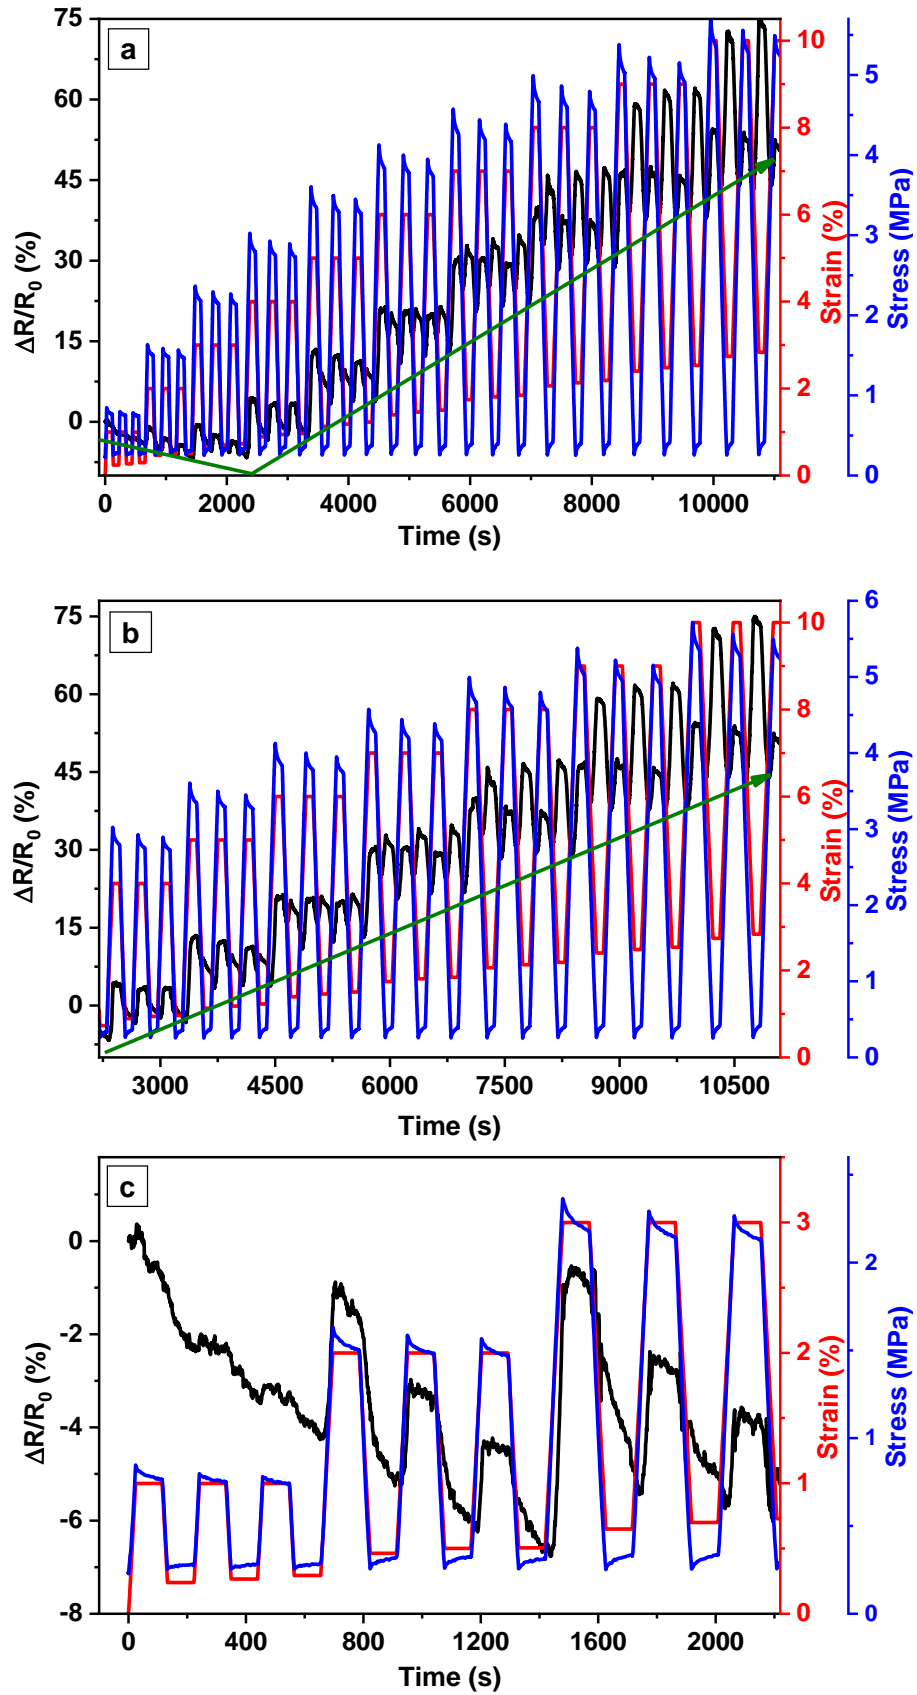 a
75
60
45
30
15
0
ΔR/R0 (%)
0 2000 4000 6000 8000 10000
Time (s)
10
8
6
4
2
0
Strain (%)
5
4
3
2
1
0
Stress (MPa)
b
75
60
45
30
15
0
ΔR/R0 (%)
3000 4500 6000 7500 9000 10500
Time (s)
10
8
6
4
2
0
Strain (%)
6
5
4
3
2
1
0
Stress (MPa)
c
0
-2
-4
-6
-8
ΔR/R0 (%)
0 400 800 1200 1600 2000
Time (s)
3
2
1
0
Strain (%)
2
1
0
Stress (MPa)